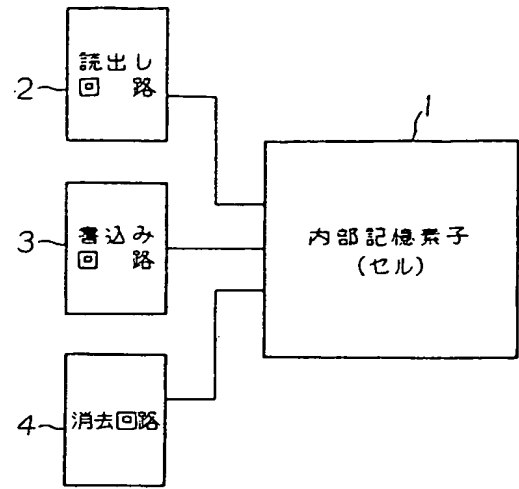 読出し
2 回 路
1
書込み
3 回 路
内部記憶素子
(セル)
4 消去回路